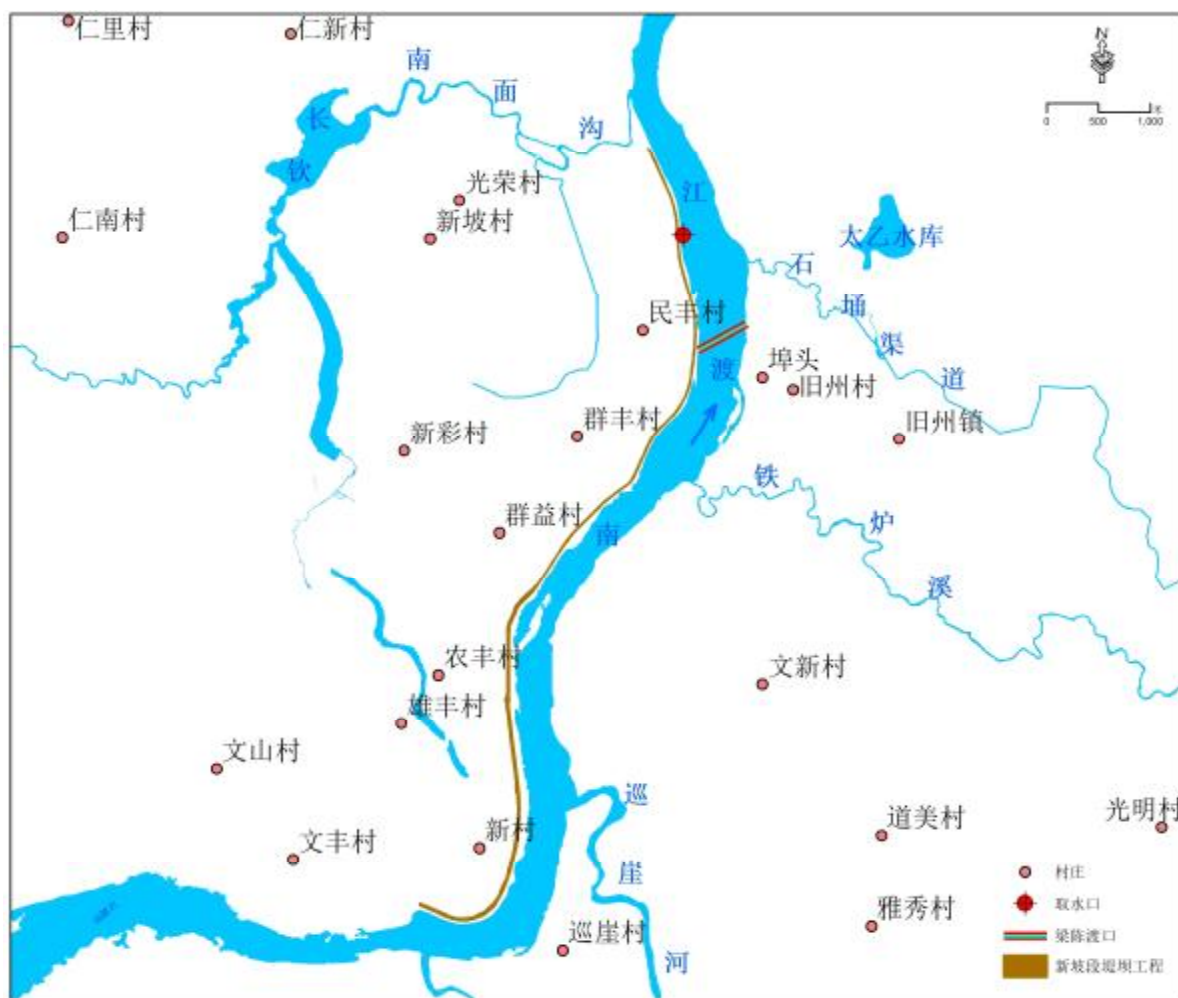 仁里村
仁新村
N
南
面
沟
长
钦
米
0 500 1,000
光荣村
仁南村
新坡村
江
太乙水库
石
埇
渠
道
民丰村
渡
埠头
旧州村
旧州镇
群丰村
新彩村
铁
炉
溪
群益村
南
农丰村
文新村
雄丰村
文山村
巡
崖
河
道美村
光明村
新村
文丰村
雅秀村
巡崖村
村庄
取水口
梁陈渡口
新坡段堤坝工程